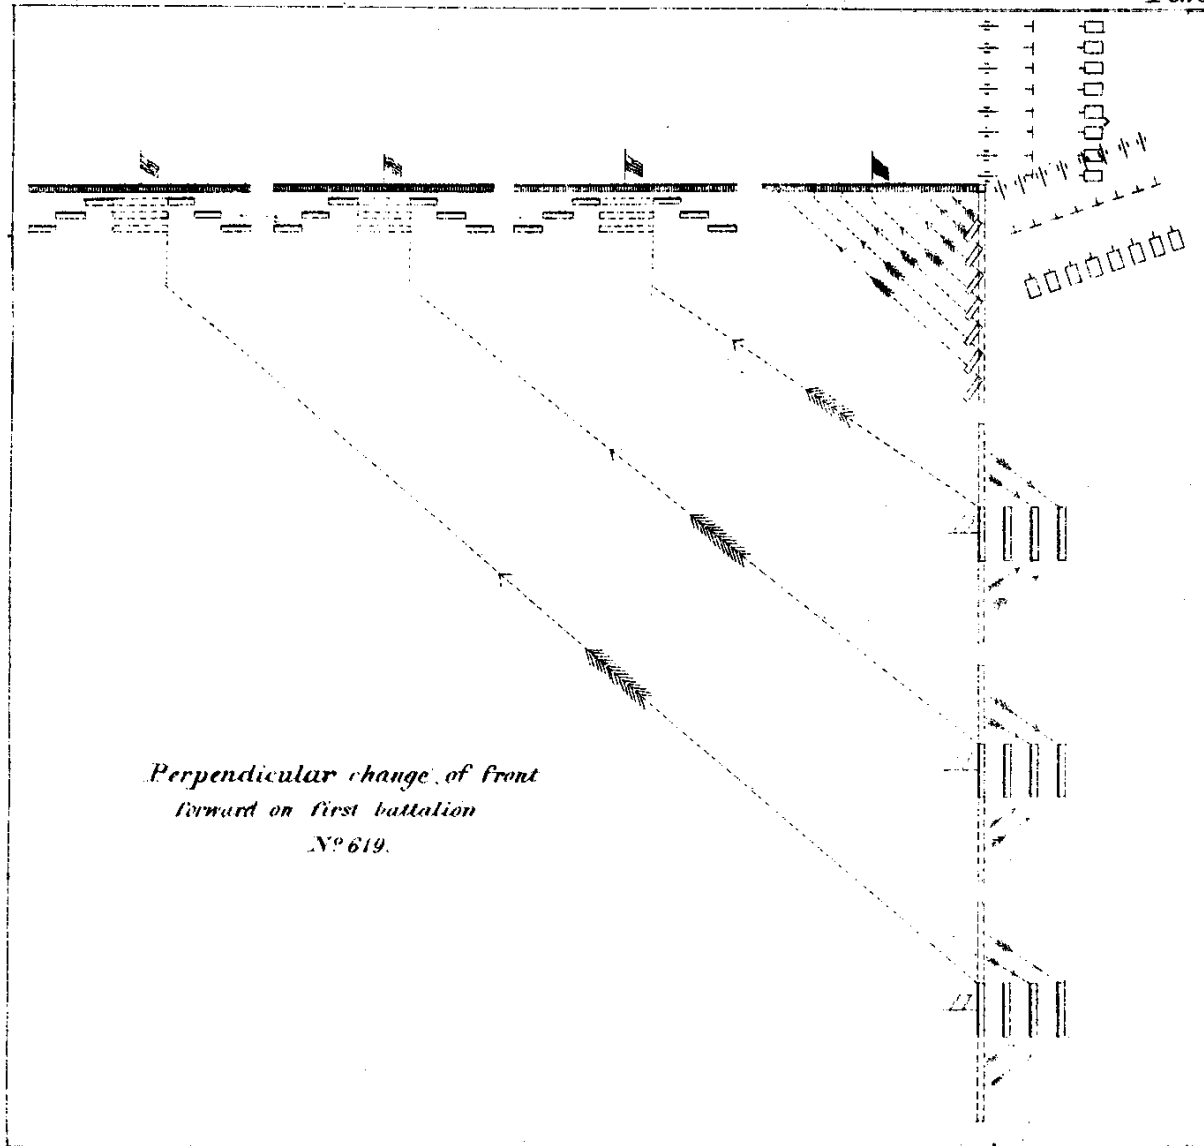 Perpendicular change of front
forward on first battalion
Nº 619.